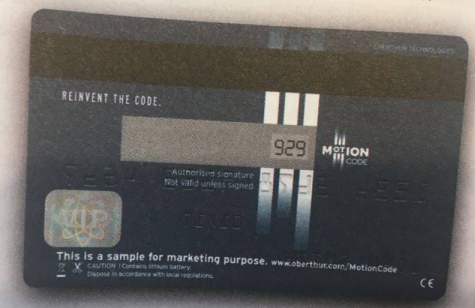 OBERTHUR TECHNOLOGIES
REINVENT THE CODE.
929
MOTION
CODE
Authorised signature
Not valid unless signed
VIP
This is a sample for marketing purpose. www.oberthur.com/MotionCode
CAUTION ! Contains lithium battery.
Dispose in accordance with local regulations.
CE